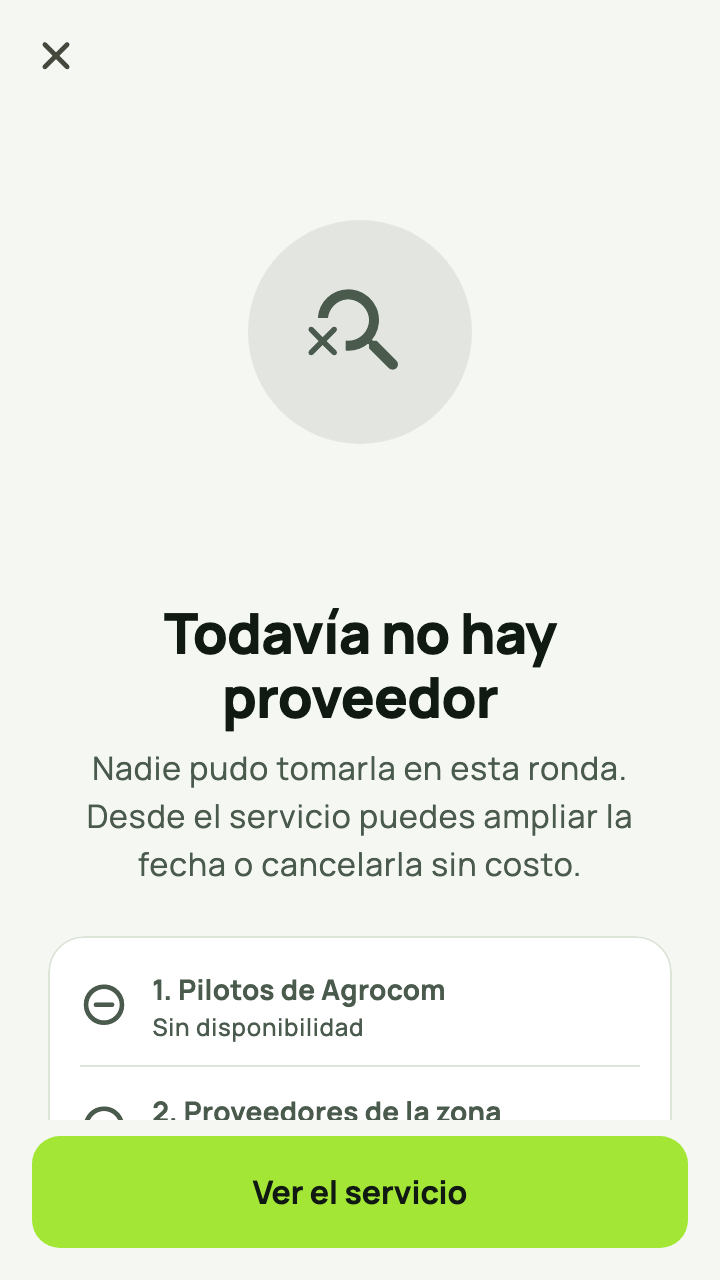 Todavía no hay
proveedor
Nadie pudo tomarla en esta ronda.
Desde el servicio puedes ampliar la
fecha o cancelarla sin costo.
1. Pilotos de Agrocom
Sin disponibilidad
2. Proveedores de la zona
Ver el servicio